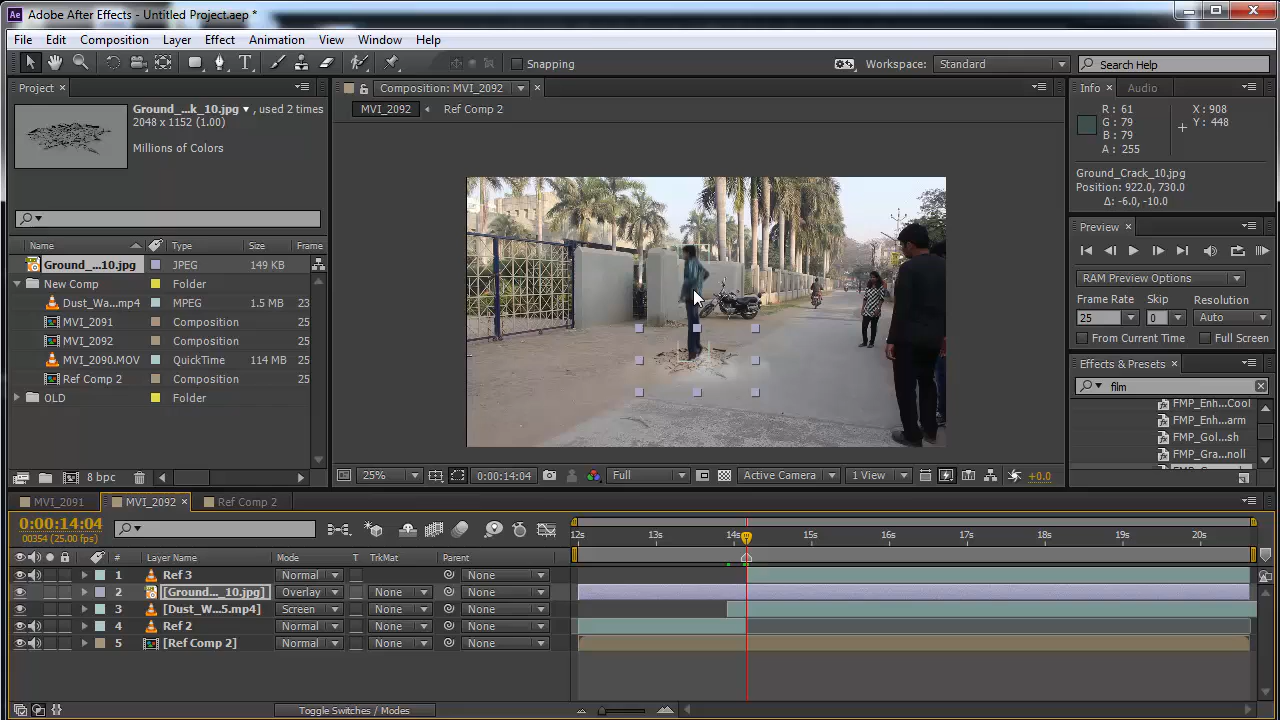 Adobe After Effects - Untitled Project.aep *
File Edit Composition Layer Effect Animation View Window Help
Snapping Workspace: Standard Search Help
Project
Ground_...k_10.jpg , used 2 times
2048 x 1152 (1.00)
Millions of Colors
Name Type Size Frame
Ground_...10.jpg JPEG 149 KB
New Comp Folder
Dust_Wa...mp4 MPEG 1.5 MB 23
MVI_2091 Composition 25
MVI_2092 Composition 25
MVI_2090.MOV QuickTime 114 MB 25
Ref Comp 2 Composition 25
OLD Folder
8 bpc
Composition: MVI_2092
MVI_2092 Ref Comp 2
25% 0:00:14:04 Full Active Camera 1 View +0.0
Info Audio
R : 61
G : 79
B : 79
A : 255
X : 908
Y : 448
Ground_Crack_10.jpg
Position: 922.0, 730.0
Δ: -6.0, -10.0
Preview
RAM Preview Options
Frame Rate Skip Resolution
25 0 Auto
From Current Time Full Screen
Effects & Presets
film
FMP_Enh...Cool
FMP_Enh...arm
FMP_Gol...sh
FMP_Gra...noll
MVI_2091 MVI_2092 Ref Comp 2
0:00:14:04
00354 (25.00 fps)
12s 13s 14s 15s 16s 17s 18s 19s 20s
# Layer Name Mode T TrkMat Parent
1 Ref 3 Normal None
2 [Ground_..._10.jpg] Overlay None None
3 [Dust_W...5.mp4] Screen None None
4 Ref 2 Normal None None
5 [Ref Comp 2] Normal None None
Toggle Switches / Modes